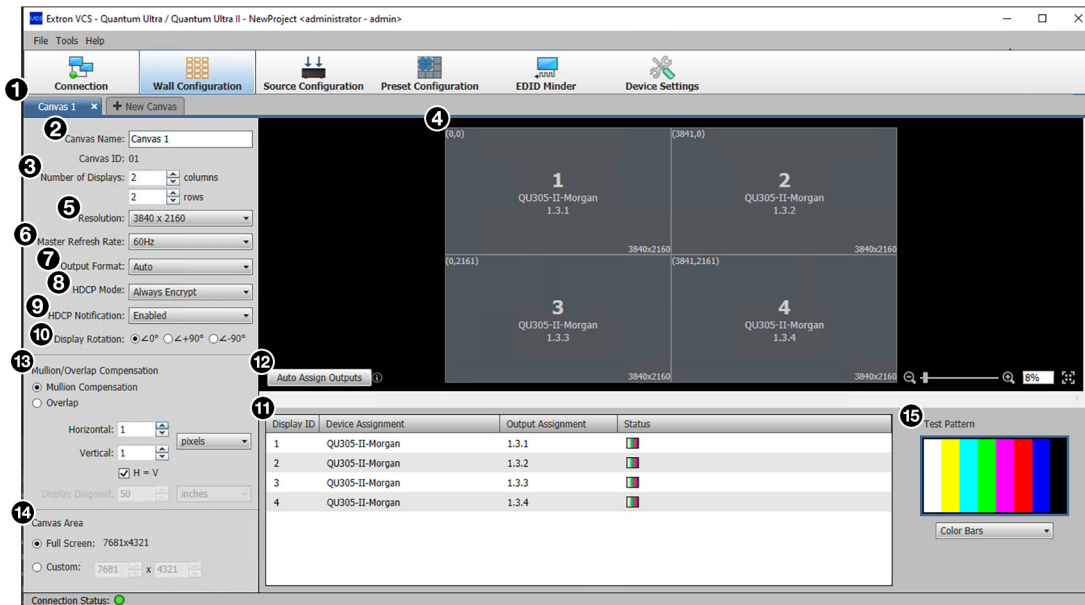 VCS Extron VCS - Quantum Ultra / Quantum Ultra II - NewProject <administrator - admin>
File Tools Help
1
Connection
Wall Configuration
Source Configuration
Preset Configuration
EDID Minder
Device Settings
Canvas 1 x
+ New Canvas
2
Canvas Name: Canvas 1
Canvas ID: 01
3
Number of Displays: 2 columns
2 rows
5
Resolution: 3840 x 2160
6
Master Refresh Rate: 60Hz
7
Output Format: Auto
8
HDCP Mode: Always Encrypt
9
HDCP Notification: Enabled
10
Display Rotation: ∠0° ∠+90° ∠-90°
13
Mullion/Overlap Compensation
Mullion Compensation
Overlap
Horizontal: 1
pixels
Vertical: 1
H = V
Display Diagonal: 50 inches
14
Canvas Area
Full Screen: 7681x4321
Custom: 7681 x 4321
Connection Status:
4
(0,0)
1
QU305-II-Morgan
1.3.1
3840x2160
(3841,0)
2
QU305-II-Morgan
1.3.2
3840x2160
(0,2161)
3
QU305-II-Morgan
1.3.3
3840x2160
(3841,2161)
4
QU305-II-Morgan
1.3.4
3840x2160
12
Auto Assign Outputs
8%
11
Display ID Device Assignment Output Assignment Status
1 QU305-II-Morgan 1.3.1
2 QU305-II-Morgan 1.3.2
3 QU305-II-Morgan 1.3.3
4 QU305-II-Morgan 1.3.4
15
Test Pattern
Color Bars